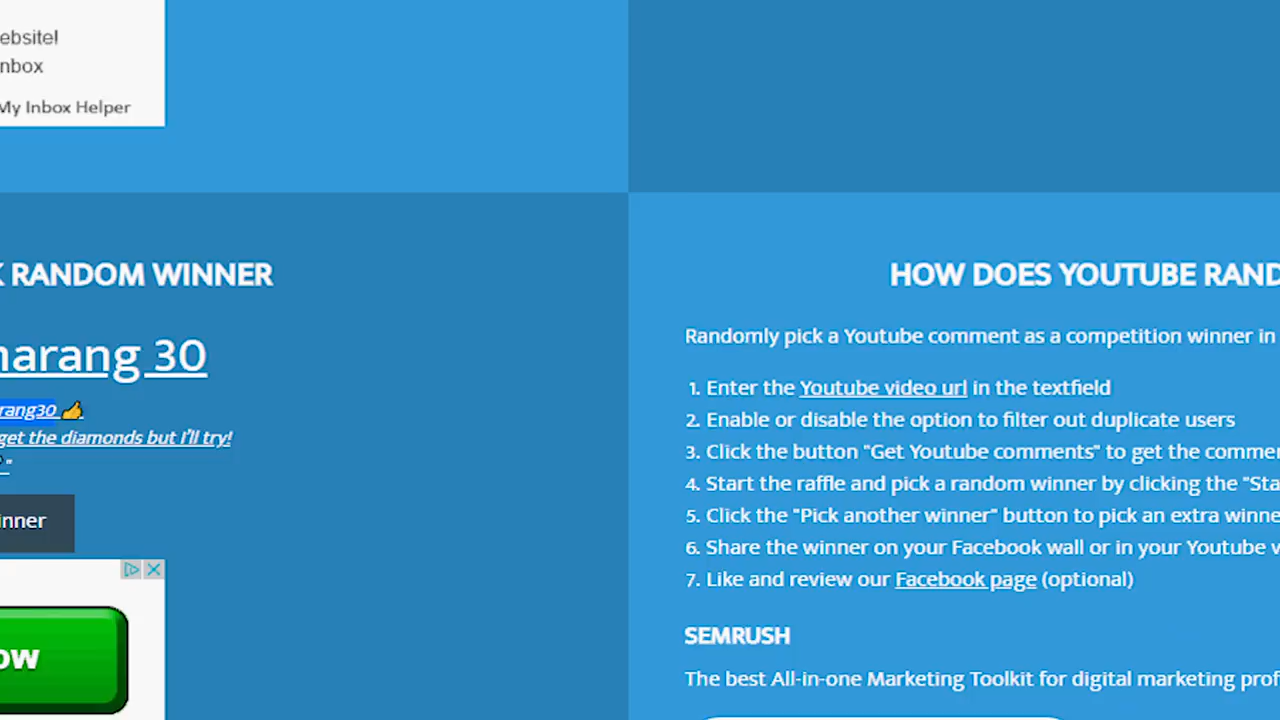 ebsite!
nbox
My Inbox Helper
K RANDOM WINNER
narang 30
rang30 👍
get the diamonds but I'll try!
"
inner
ow
HOW DOES YOUTUBE RAND
Randomly pick a Youtube comment as a competition winner in
1. Enter the Youtube video url in the textfield
2. Enable or disable the option to filter out duplicate users
3. Click the button "Get Youtube comments" to get the commen
4. Start the raffle and pick a random winner by clicking the "Sta
5. Click the "Pick another winner" button to pick an extra winne
6. Share the winner on your Facebook wall or in your Youtube v
7. Like and review our Facebook page (optional)
SEMRUSH
The best All-in-one Marketing Toolkit for digital marketing prof